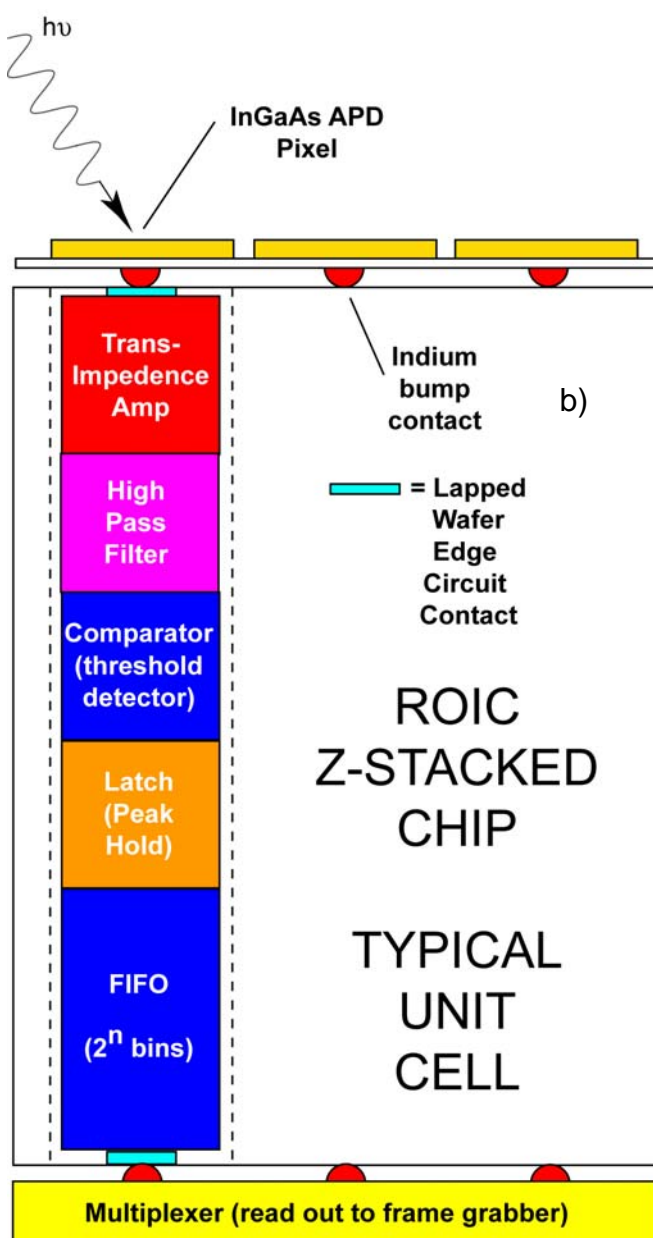 hυ
InGaAs APD
Pixel
Trans-
Impedence
Amp
Indium
bump
contact
b)
High
Pass
Filter
= Lapped
Wafer
Edge
Circuit
Contact
Comparator
(threshold
detector)
ROIC
Z-STACKED
CHIP
Latch
(Peak
Hold)
FIFO
(2^n bins)
TYPICAL
UNIT
CELL
Multiplexer (read out to frame grabber)